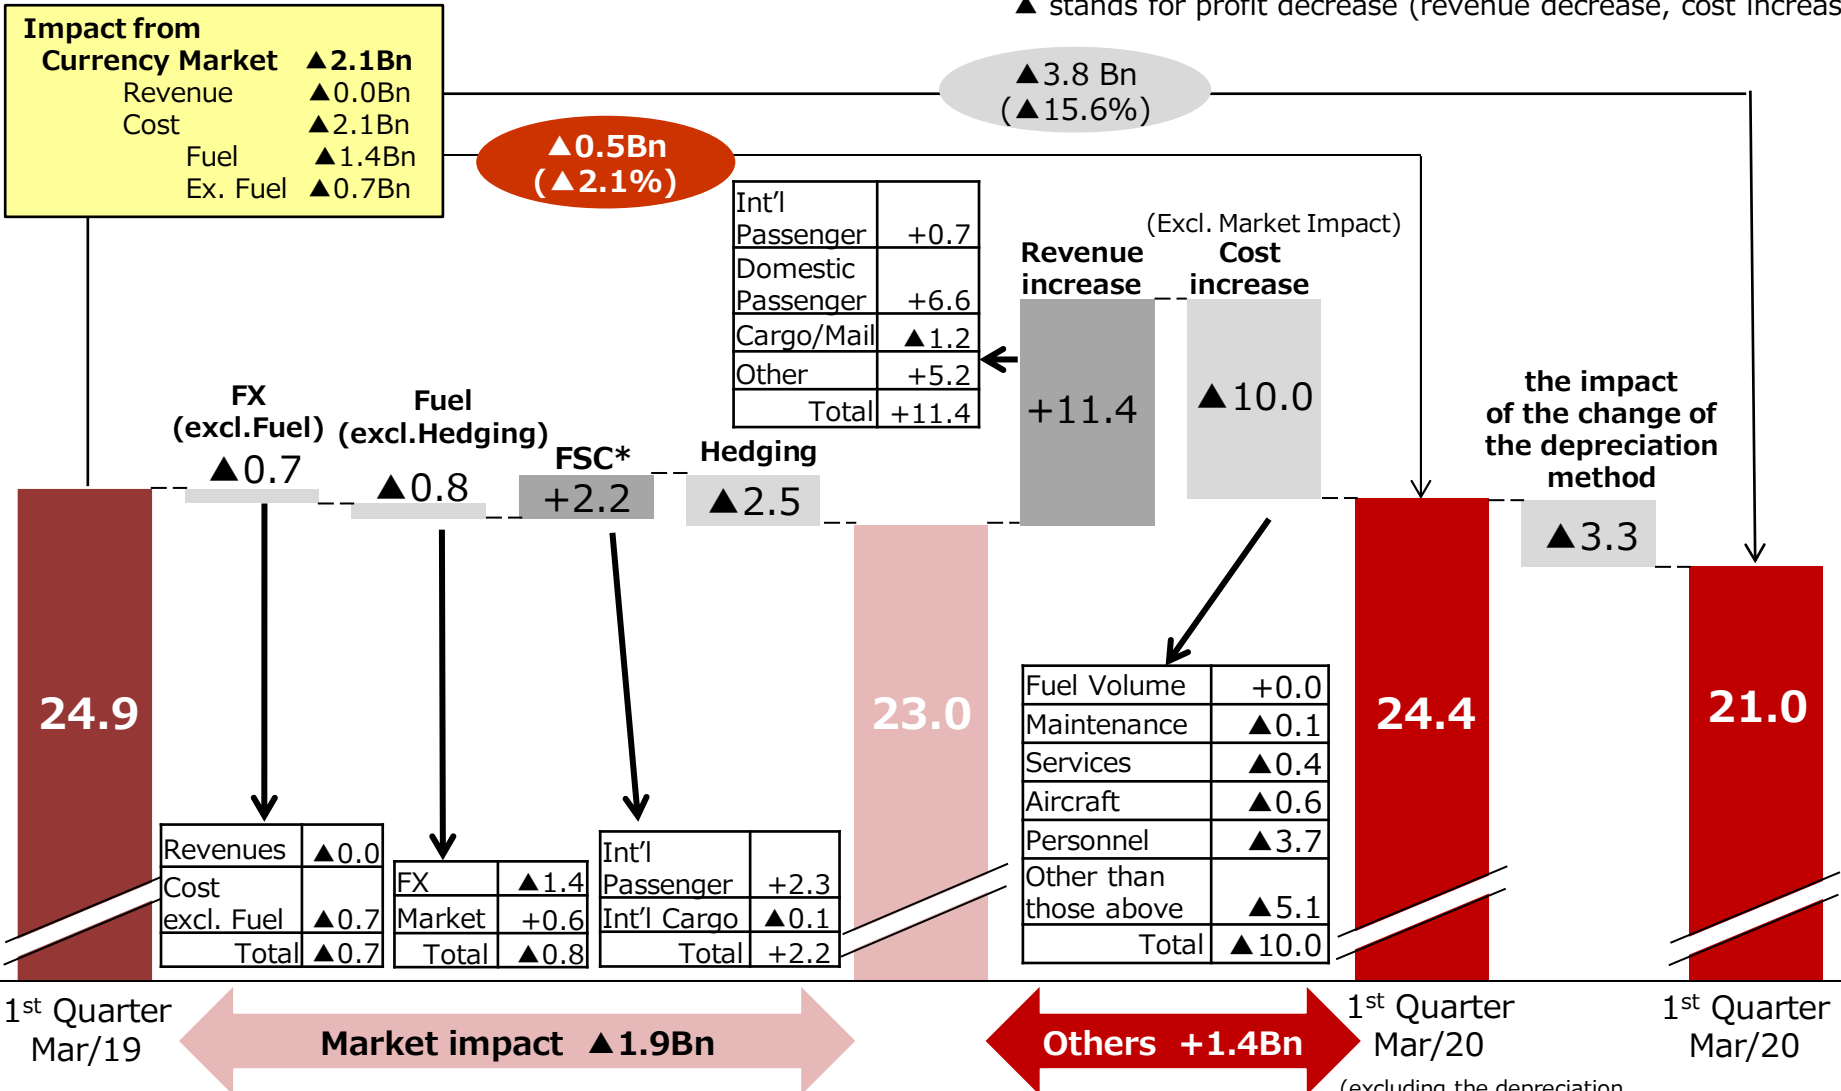 ▲ stands for profit decrease (revenue decrease, cost increas
Impact from
Currency Market ▲2.1Bn
Revenue ▲0.0Bn
Cost ▲2.1Bn
Fuel ▲1.4Bn
Ex. Fuel ▲0.7Bn
▲3.8 Bn
(▲15.6%)
▲0.5Bn
(▲2.1%)
Int'l
Passenger +0.7
Domestic
Passenger +6.6
Cargo/Mail ▲1.2
Other +5.2
Total +11.4
(Excl. Market Impact)
Revenue
increase
Cost
increase
+11.4
▲10.0
FX
(excl.Fuel)
▲0.7
Fuel
(excl.Hedging)
▲0.8
FSC*
+2.2
Hedging
▲2.5
the impact
of the change of
the depreciation
method
▲3.3
24.9
23.0
24.4
21.0
Revenues ▲0.0
Cost
excl. Fuel ▲0.7
Total ▲0.7
FX ▲1.4
Market +0.6
Total ▲0.8
Int'l
Passenger +2.3
Int'l Cargo ▲0.1
Total +2.2
Fuel Volume +0.0
Maintenance ▲0.1
Services ▲0.4
Aircraft ▲0.6
Personnel ▲3.7
Other than
those above ▲5.1
Total ▲10.0
1st Quarter
Mar/19
Market impact ▲1.9Bn
Others +1.4Bn
1st Quarter
Mar/20
(excluding the depreciation
1st Quarter
Mar/20